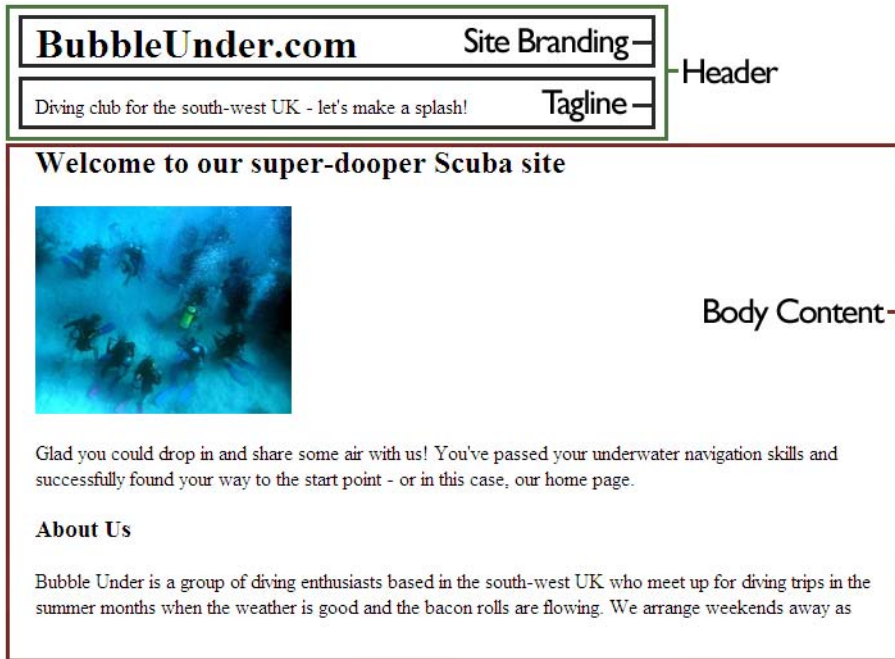 BubbleUnder.com
Site Branding
Header
Diving club for the south-west UK - let's make a splash!
Tagline
Welcome to our super-dooper Scuba site
Body Content
Glad you could drop in and share some air with us! You've passed your underwater navigation skills and
successfully found your way to the start point - or in this case, our home page.
About Us
Bubble Under is a group of diving enthusiasts based in the south-west UK who meet up for diving trips in the
summer months when the weather is good and the bacon rolls are flowing. We arrange weekends away as